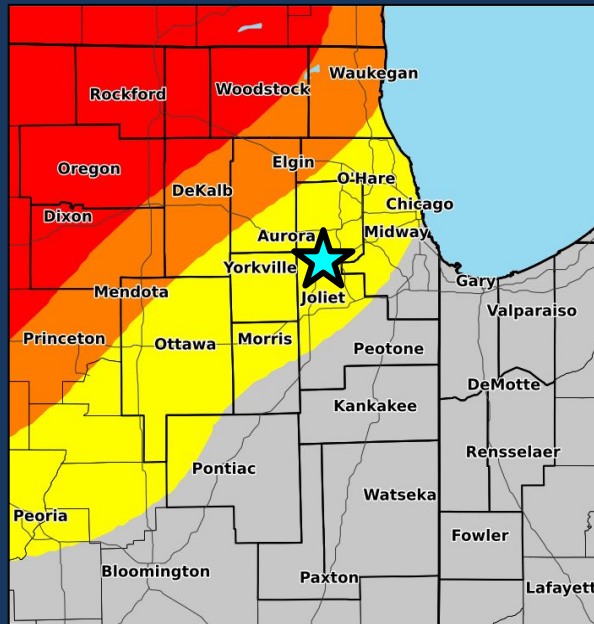 Waukegan
Rockford
Woodstock
Elgin
Oregon
O'Hare
DeKalb
Chicago
Dixon
Midway
Aurora
Yorkville
Gary
Mendota
Joliet
Valparaiso
Princeton
Ottawa
Morris
Peotone
DeMotte
Kankakee
Rensselaer
Pontiac
Watseka
Peoria
Fowler
Bloomington
Paxton
Lafayett